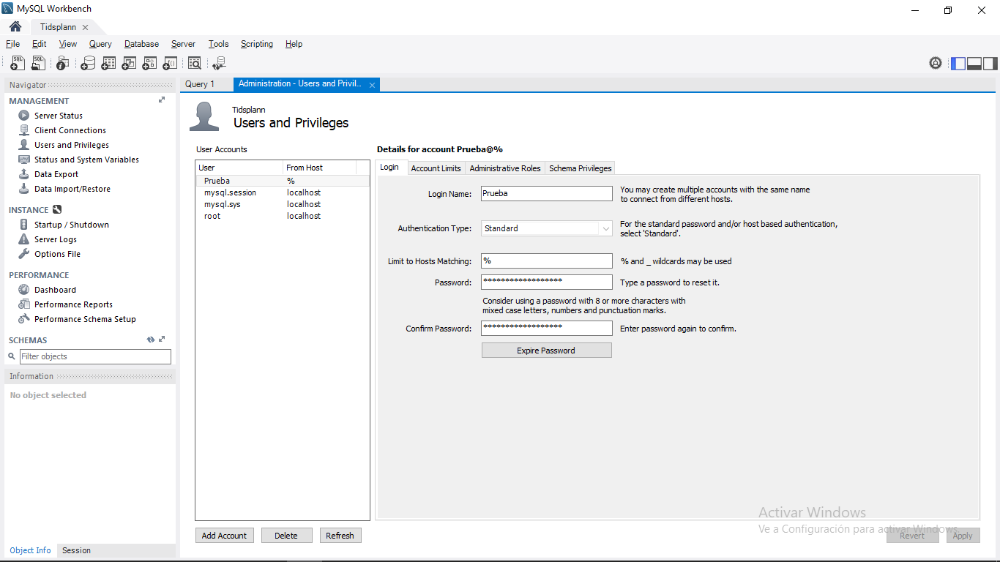 MySQL Workbench
Tidsplann
File Edit View Query Database Server Tools Scripting Help
Navigator
MANAGEMENT
Server Status
Client Connections
Users and Privileges
Status and System Variables
Data Export
Data Import/Restore
INSTANCE
Startup / Shutdown
Server Logs
Options File
PERFORMANCE
Dashboard
Performance Reports
Performance Schema Setup
SCHEMAS
Filter objects
Information
No object selected
Object Info Session
Query 1 Administration - Users and Privil...
Tidsplann
Users and Privileges
User Accounts
User From Host
Prueba %
mysql.session localhost
mysql.sys localhost
root localhost
Add Account Delete Refresh
Details for account Prueba@%
Login Account Limits Administrative Roles Schema Privileges
Login Name: Prueba You may create multiple accounts with the same name
to connect from different hosts.
Authentication Type: Standard For the standard password and/or host based authentication,
select 'Standard'.
Limit to Hosts Matching: % % and _ wildcards may be used
Password: ****************** Type a password to reset it.
Consider using a password with 8 or more characters with
mixed case letters, numbers and punctuation marks.
Confirm Password: ****************** Enter password again to confirm.
Expire Password
Activar Windows
Ve a Configuración para activar Windows.
Revert Apply